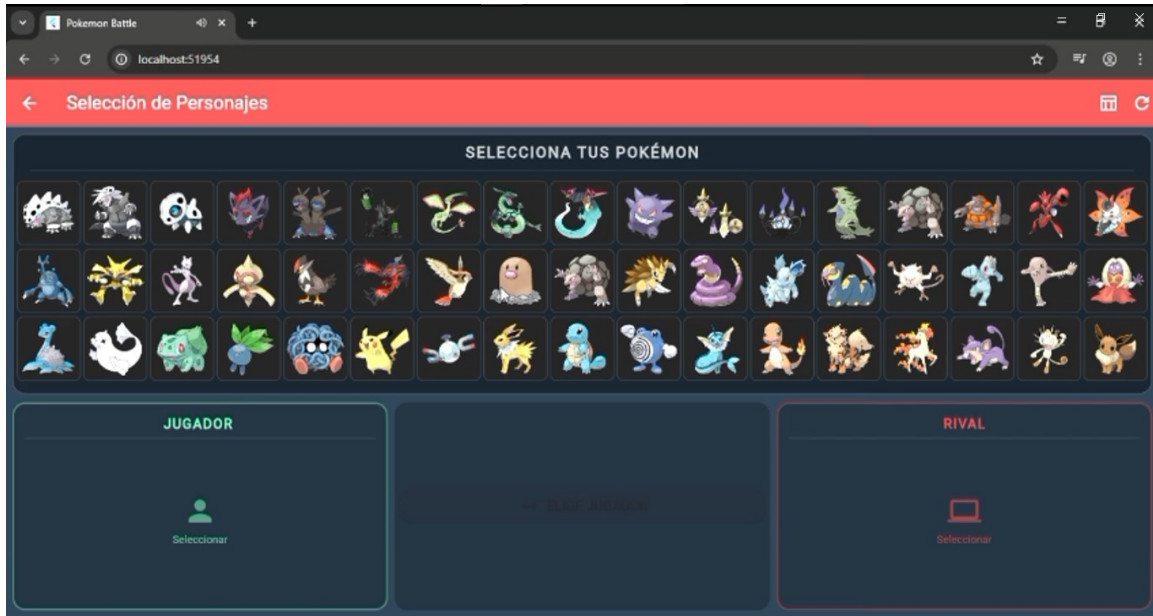 Pokemon Battle
localhost:51954
Selección de Personajes
SELECCIONA TUS POKÉMON
JUGADOR
Seleccionar
RIVAL
Seleccionar